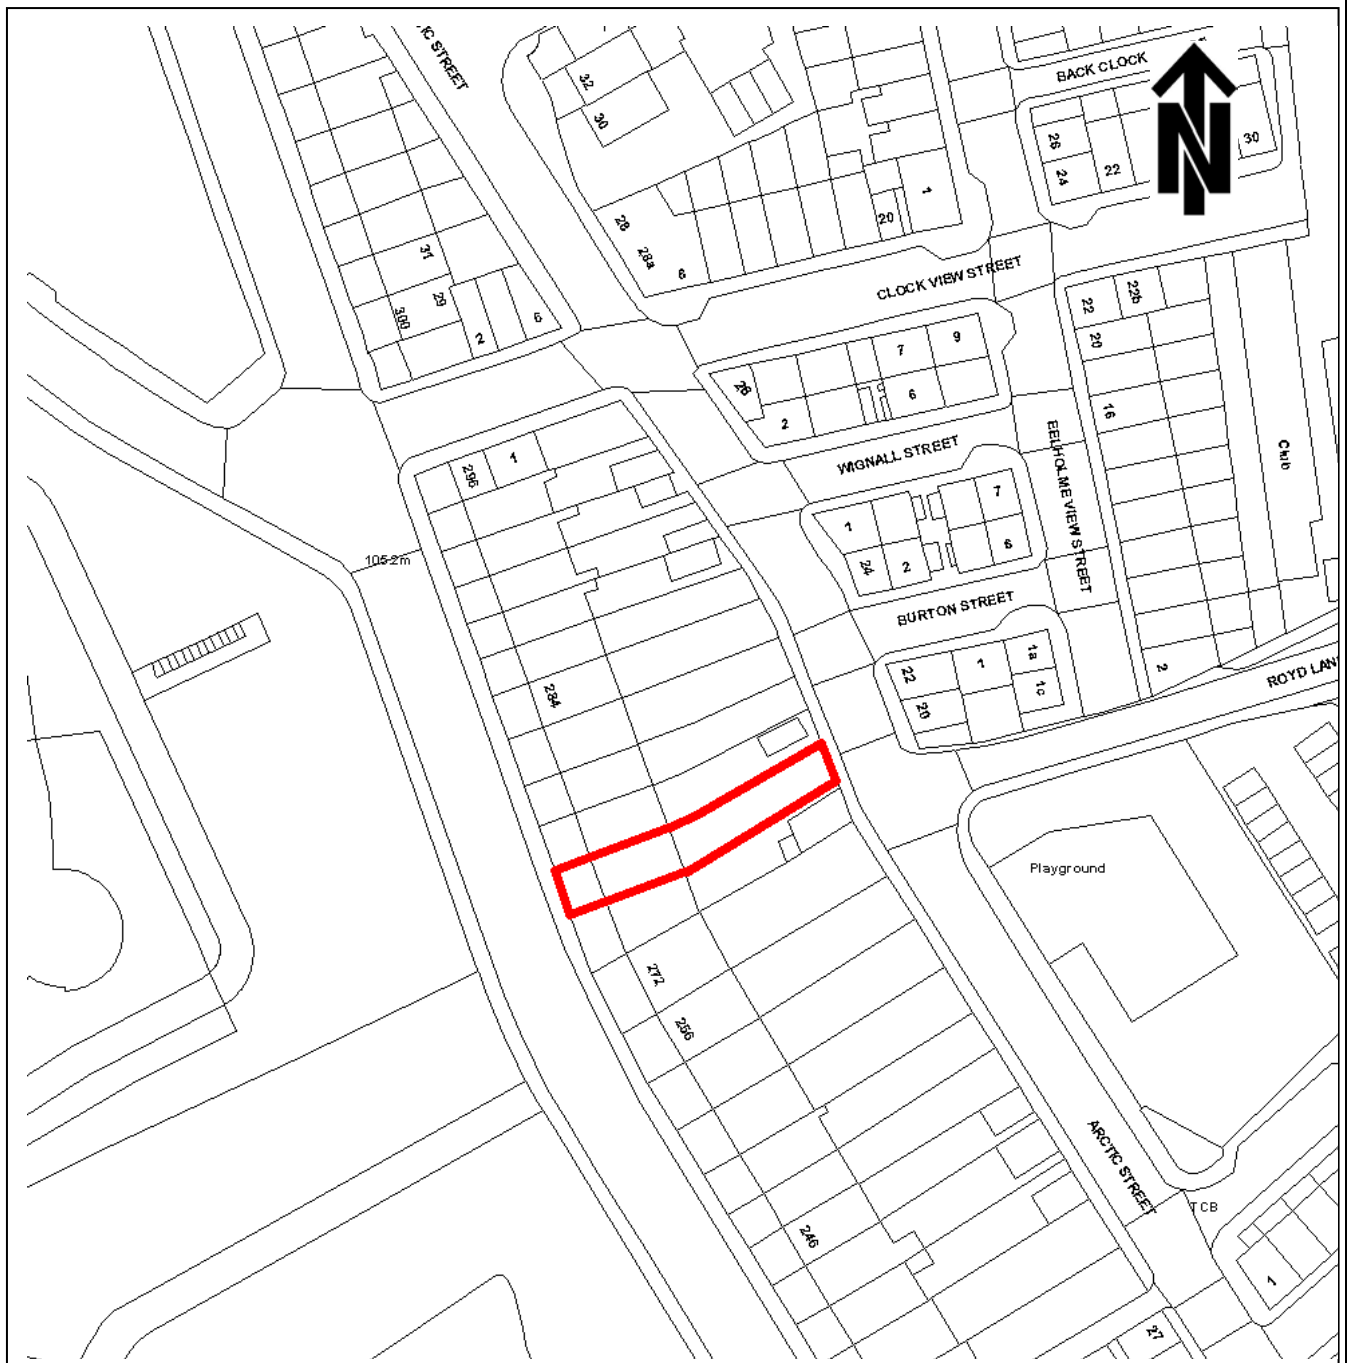 IC STREET
BACK CLOCK
N
32
30
26
24
22
30
1
20
28
28a
6
31
29
300
2
6
CLOCK VIEW STREET
22
22b
20
16
Club
26
7
9
2
6
WIGNALL STREET
EELHOLME VIEW STREET
296
1
105.2m
1
7
24
2
6
BURTON STREET
22
1
1a
20
1c
2
ROYD LAN
284
Playground
272
256
246
ARCTIC STREET
TCB
1
27